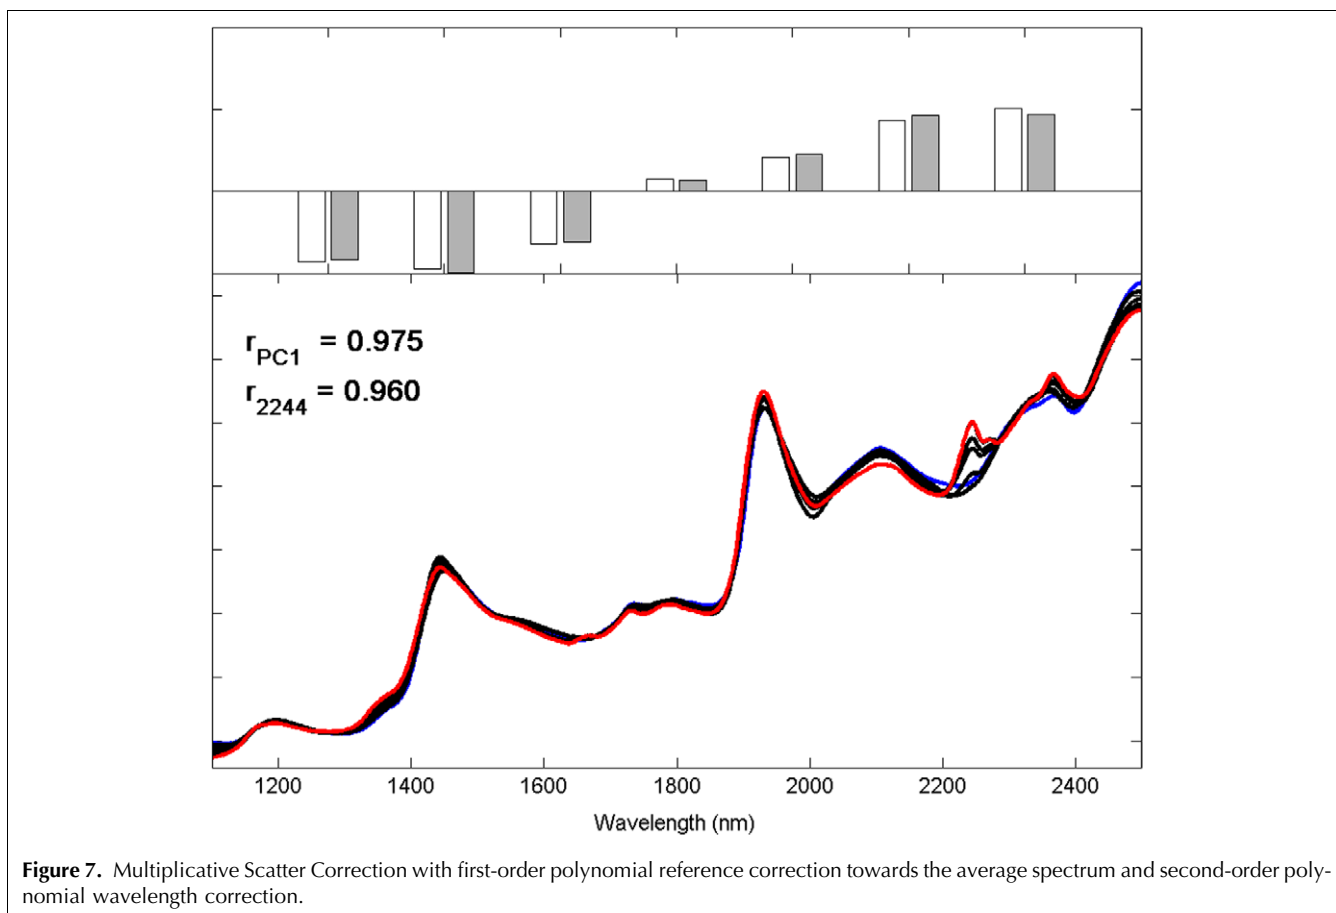 r_PC1 = 0.975
r_2244 = 0.960
1200 1400 1600 1800 2000 2200 2400
Wavelength (nm)
Figure 7. Multiplicative Scatter Correction with first-order polynomial reference correction towards the average spectrum and second-order poly-
nomial wavelength correction.